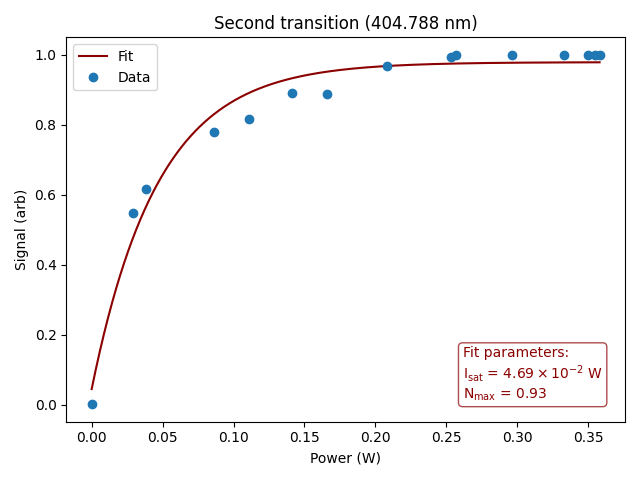 Second transition (404.788 nm)
Fit
Data
1.0
0.8
0.6
0.4
0.2
0.0
Signal (arb)
Fit parameters:
I_sat = 4.69 × 10⁻² W
N_max = 0.93
0.00 0.05 0.10 0.15 0.20 0.25 0.30 0.35
Power (W)